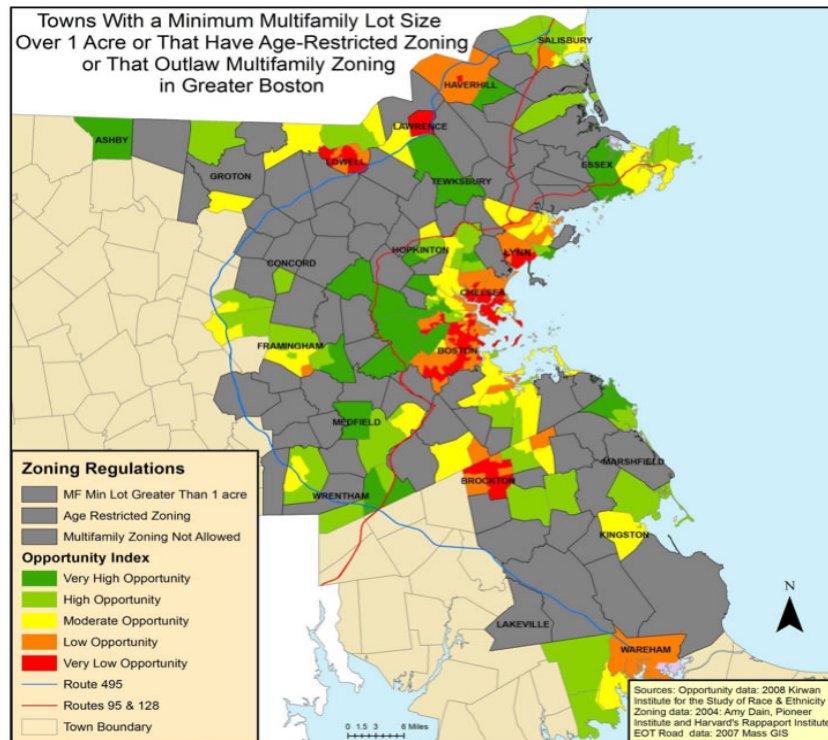 Towns With a Minimum Multifamily Lot Size
Over 1 Acre or That Have Age-Restricted Zoning
or That Outlaw Multifamily Zoning
in Greater Boston
SALISBURY
HAVERHILL
LAWRENCE
ASHBY
LOWELL
ESSEX
GROTON
TEWKSBURY
HOPKINTON
LYNN
CONCORD
CHELSEA
FRAMINGHAM
BOSTON
MEDFIELD
MARSHFIELD
WRENTHAM
BROCKTON
KINGSTON
LAKEVILLE
WAREHAM
Zoning Regulations
MF Min Lot Greater Than 1 acre
Age Restricted Zoning
Multifamily Zoning Not Allowed
Opportunity Index
Very High Opportunity
High Opportunity
Moderate Opportunity
Low Opportunity
Very Low Opportunity
Route 495
Routes 95 & 128
Town Boundary
0 1.5 3 6 Miles
N
Sources: Opportunity data: 2008 Kirwan
Institute for the Study of Race & Ethnicity
Zoning data: 2004: Amy Dain, Pioneer
Institute and Harvard's Rappaport Institute
EOT Road data: 2007 Mass GIS